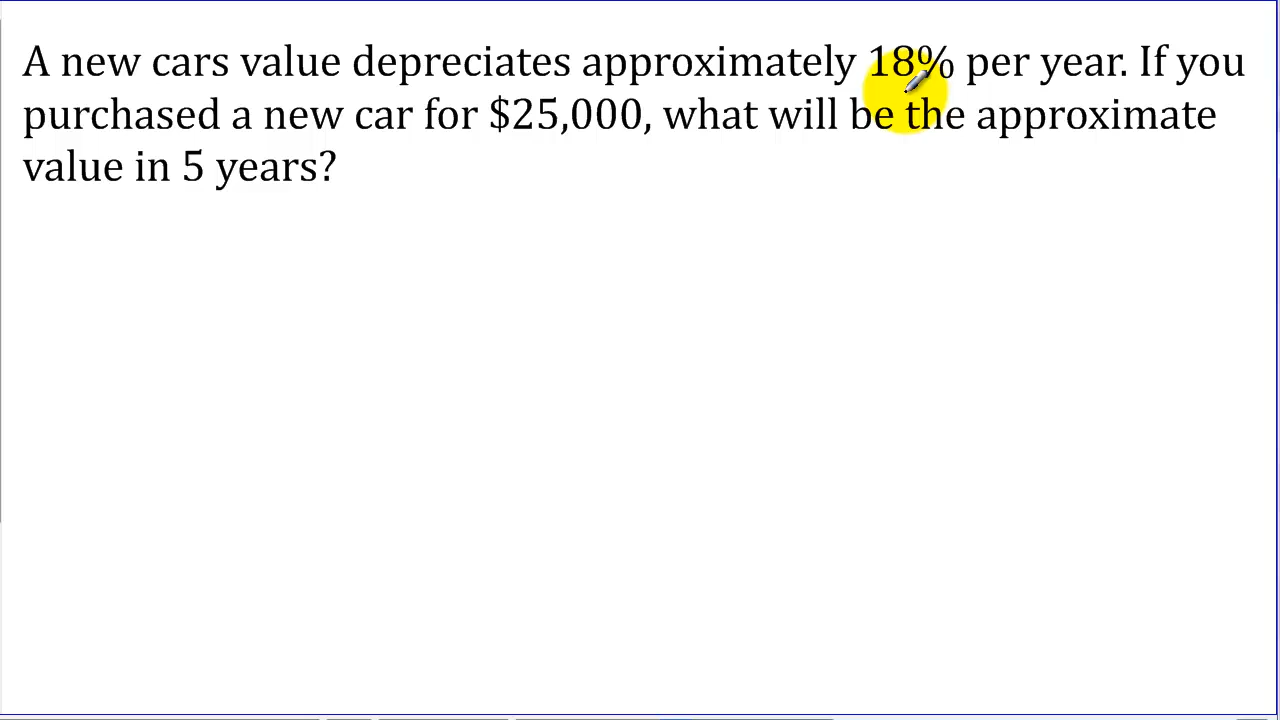 A new cars value depreciates approximately 18% per year. If you
purchased a new car for $25,000, what will be the approximate
value in 5 years?